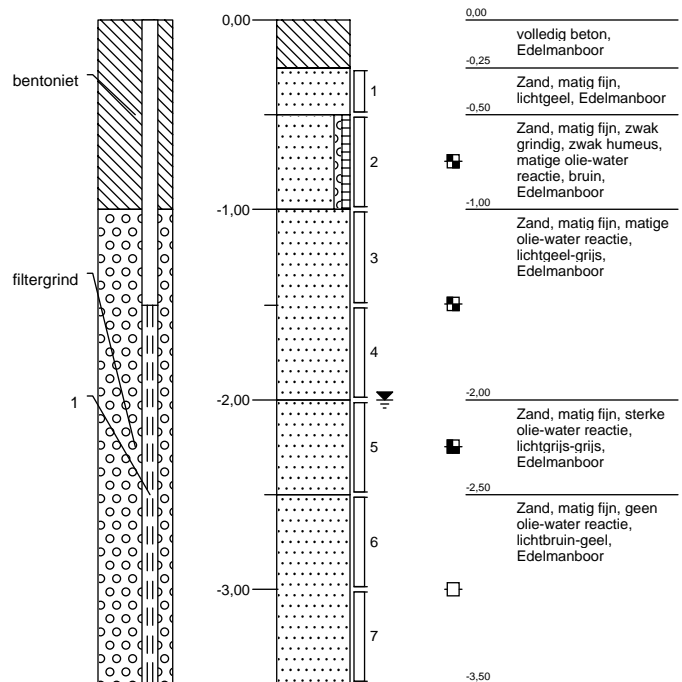 bentoniet
filtergrind
1
0,00
-1,00
-2,00
-3,00
1
2
3
4
5
6
7
0,00
volledig beton,
Edelmanboor
-0,25
Zand, matig fijn,
lichtgeel, Edelmanboor
-0,50
Zand, matig fijn, zwak
grindig, zwak humeus,
matige olie-water
reactie, bruin,
Edelmanboor
-1,00
Zand, matig fijn, matige
olie-water reactie,
lichtgeel-grijs,
Edelmanboor
-2,00
Zand, matig fijn, sterke
olie-water reactie,
lichtgrijs-grijs,
Edelmanboor
-2,50
Zand, matig fijn, geen
olie-water reactie,
lichtbruin-geel,
Edelmanboor
-3,50